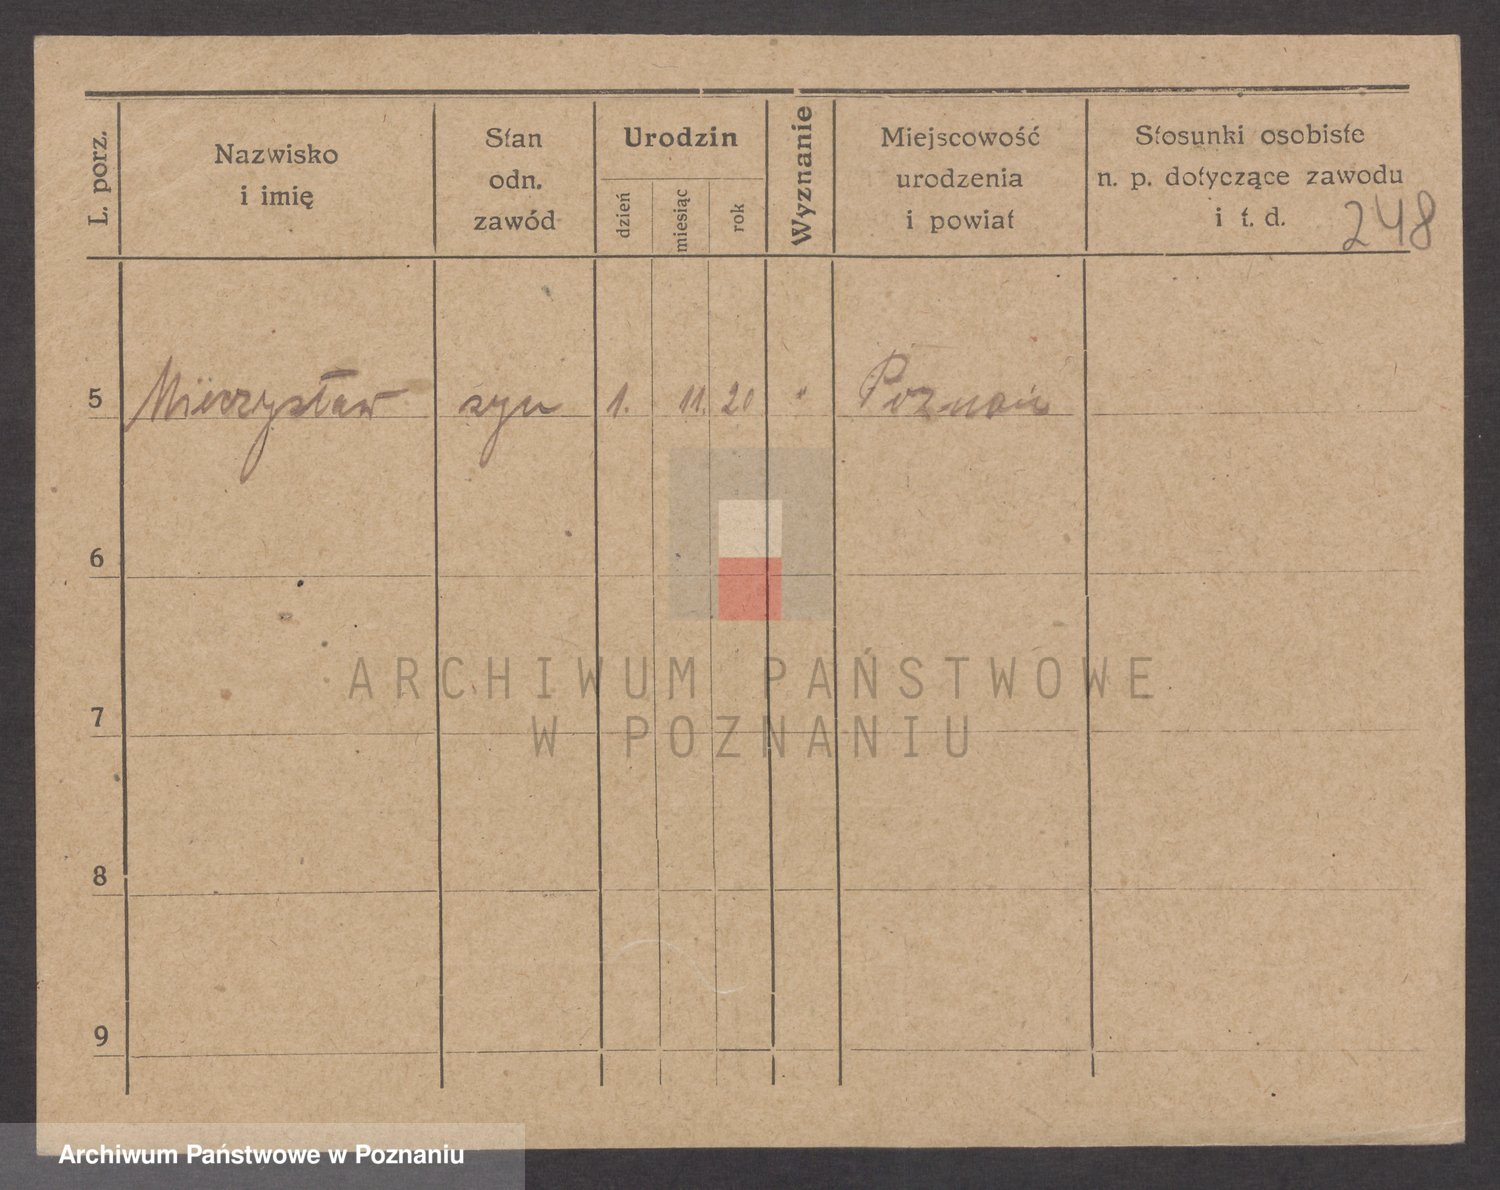 L. porz.
Nazwisko
i imię
Stan
odn.
zawód
Urodzin
dzień
miesiąc
rok
Wyznanie
Miejscowość
urodzenia
i powiat
Stosunki osobiste
n. p. dotyczące zawodu
i t. d.
248
5 Mieczysław syn 1. 11. 20 " Poznań
6
7
8
9
ARCHIWUM PAŃSTWOWE
W POZNANIU
Archiwum Państwowe w Poznaniu